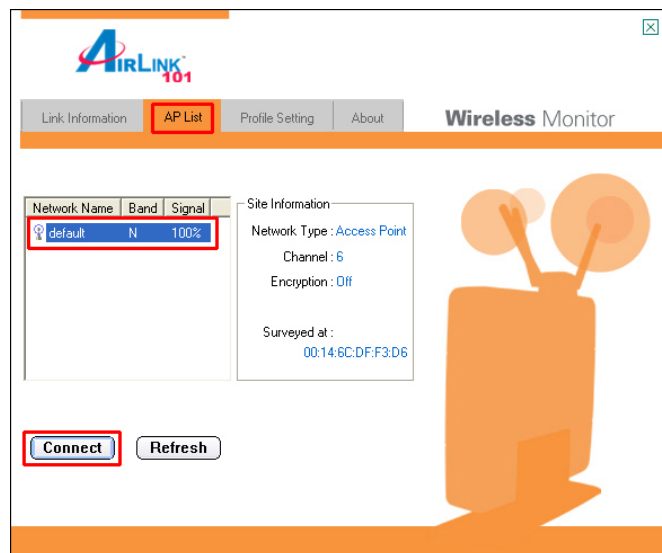 AIRLINK
101
Link Information AP List Profile Setting About Wireless Monitor
Network Name Band Signal
default N 100%
Site Information
Network Type : Access Point
Channel : 6
Encryption : Off
Surveyed at :
00:14:6C:DF:F3:D6
Connect Refresh